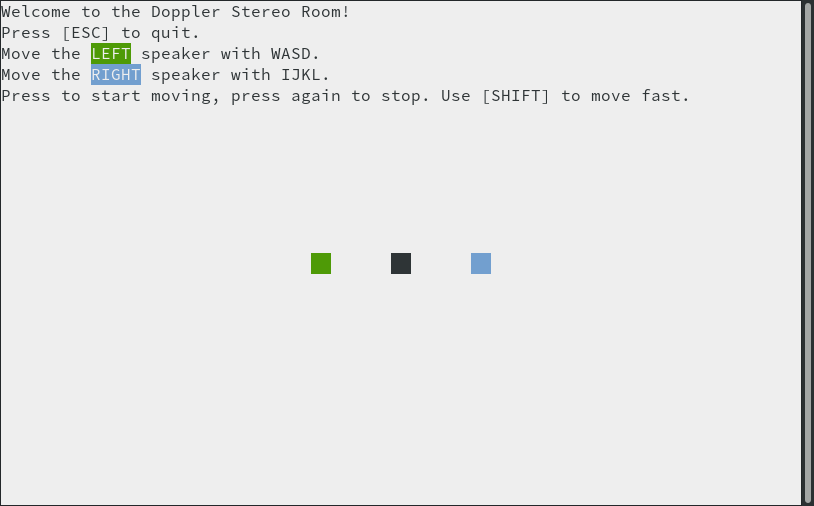 Welcome to the Doppler Stereo Room!
Press [ESC] to quit.
Move the LEFT speaker with WASD.
Move the RIGHT speaker with IJKL.
Press to start moving, press again to stop. Use [SHIFT] to move fast.